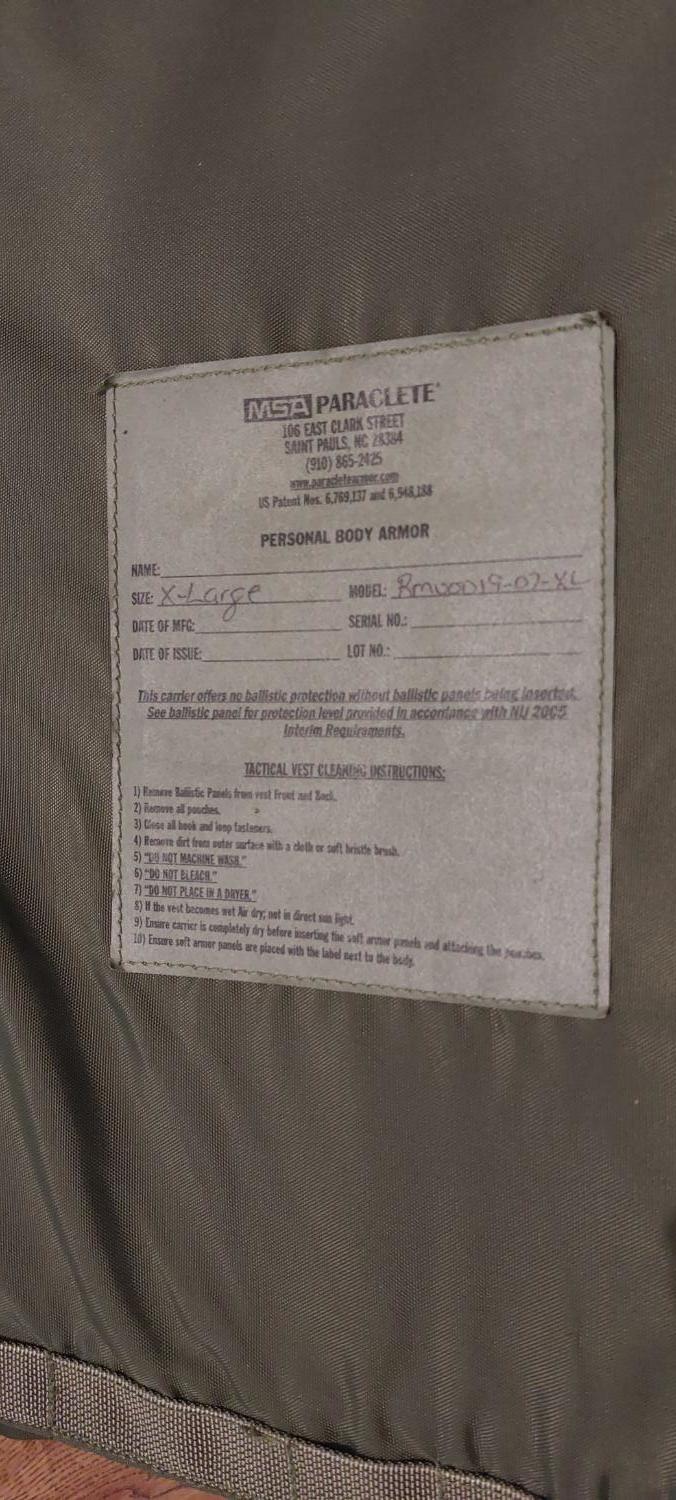 MSA PARACLETE®
106 EAST CLARK STREET
SAINT PAULS, NC 28384
(910) 865-2425
www.paracletearmor.com
US Patent Nos. 6,769,137 and 6,948,188
PERSONAL BODY ARMOR
NAME:
SIZE: X-Large MODEL: RMV0019-07-XL
DATE OF MFG: SERIAL NO.:
DATE OF ISSUE: LOT NO.:
This carrier offers no ballistic protection without ballistic panels being inserted.
See ballistic panel for protection level provided in accordance with NIJ 2005
Interim Requirements.
TACTICAL VEST CLEANING INSTRUCTIONS:
1) Remove Ballistic Panels from vest Front and Back.
2) Remove all pouches.
3) Close all hook and loop fasteners.
4) Remove dirt from outer surface with a cloth or soft bristle brush.
5) "DO NOT MACHINE WASH."
6) "DO NOT BLEACH."
7) "DO NOT PLACE IN A DRYER."
8) If the vest becomes wet Air dry; not in direct sun light.
9) Ensure carrier is completely dry before inserting the soft armor panels and attaching the pouches.
10) Ensure soft armor panels are placed with the label next to the body.